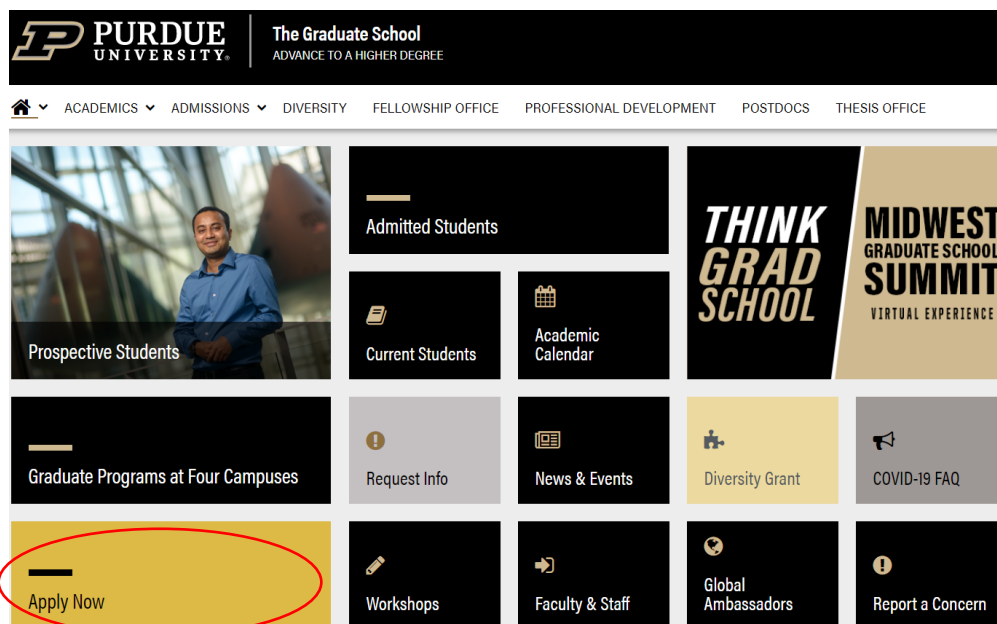 PURDUE
UNIVERSITY®
The Graduate School
ADVANCE TO A HIGHER DEGREE
ACADEMICS ADMISSIONS DIVERSITY FELLOWSHIP OFFICE PROFESSIONAL DEVELOPMENT POSTDOCS THESIS OFFICE
Prospective Students
Admitted Students
Current Students
Academic
Calendar
THINK
GRAD
SCHOOL
MIDWEST
GRADUATE SCHOOL
SUMMIT
VIRTUAL EXPERIENCE
Graduate Programs at Four Campuses
Request Info
News & Events
Diversity Grant
COVID-19 FAQ
Apply Now
Workshops
Faculty & Staff
Global
Ambassadors
Report a Concern